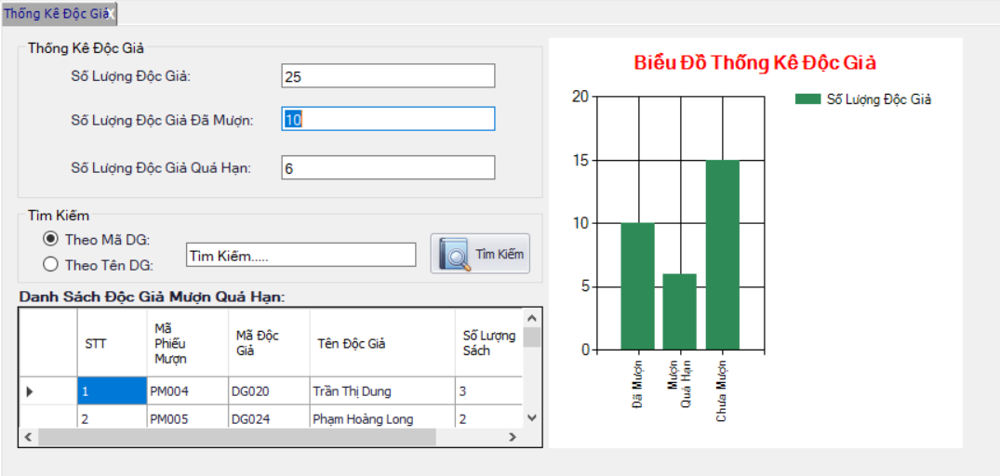 Thống Kê Độc Giả
Thống Kê Độc Giả
Số Lượng Độc Giả:
25
Số Lượng Độc Giả Đã Mượn:
10
Số Lượng Độc Giả Quá Hạn:
6
Tìm Kiếm
Theo Mã DG:
Theo Tên DG:
Tìm Kiếm.....
Tìm Kiếm
Danh Sách Độc Giả Mượn Quá Hạn:
STT
Mã Phiếu Mượn
Mã Độc Giả
Tên Độc Giả
Số Lượng Sách
1 PM004 DG020 Trần Thị Dung 3
2 PM005 DG024 Phạm Hoàng Long 2
Biểu Đồ Thống Kê Độc Giả
Số Lượng Độc Giả
20
15
10
5
0
Đã Mượn
Mượn Quá Hạn
Chưa Mượn